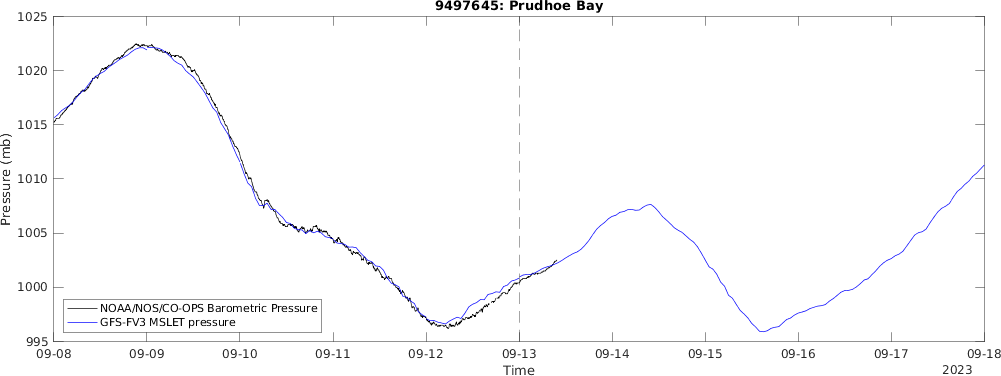 9497645: Prudhoe Bay
1025
1020
1015
1010
1005
1000
995
Pressure (mb)
NOAA/NOS/CO-OPS Barometric Pressure
GFS-FV3 MSLET pressure
09-08 09-09 09-10 09-11 09-12 09-13 09-14 09-15 09-16 09-17 09-18
Time
2023